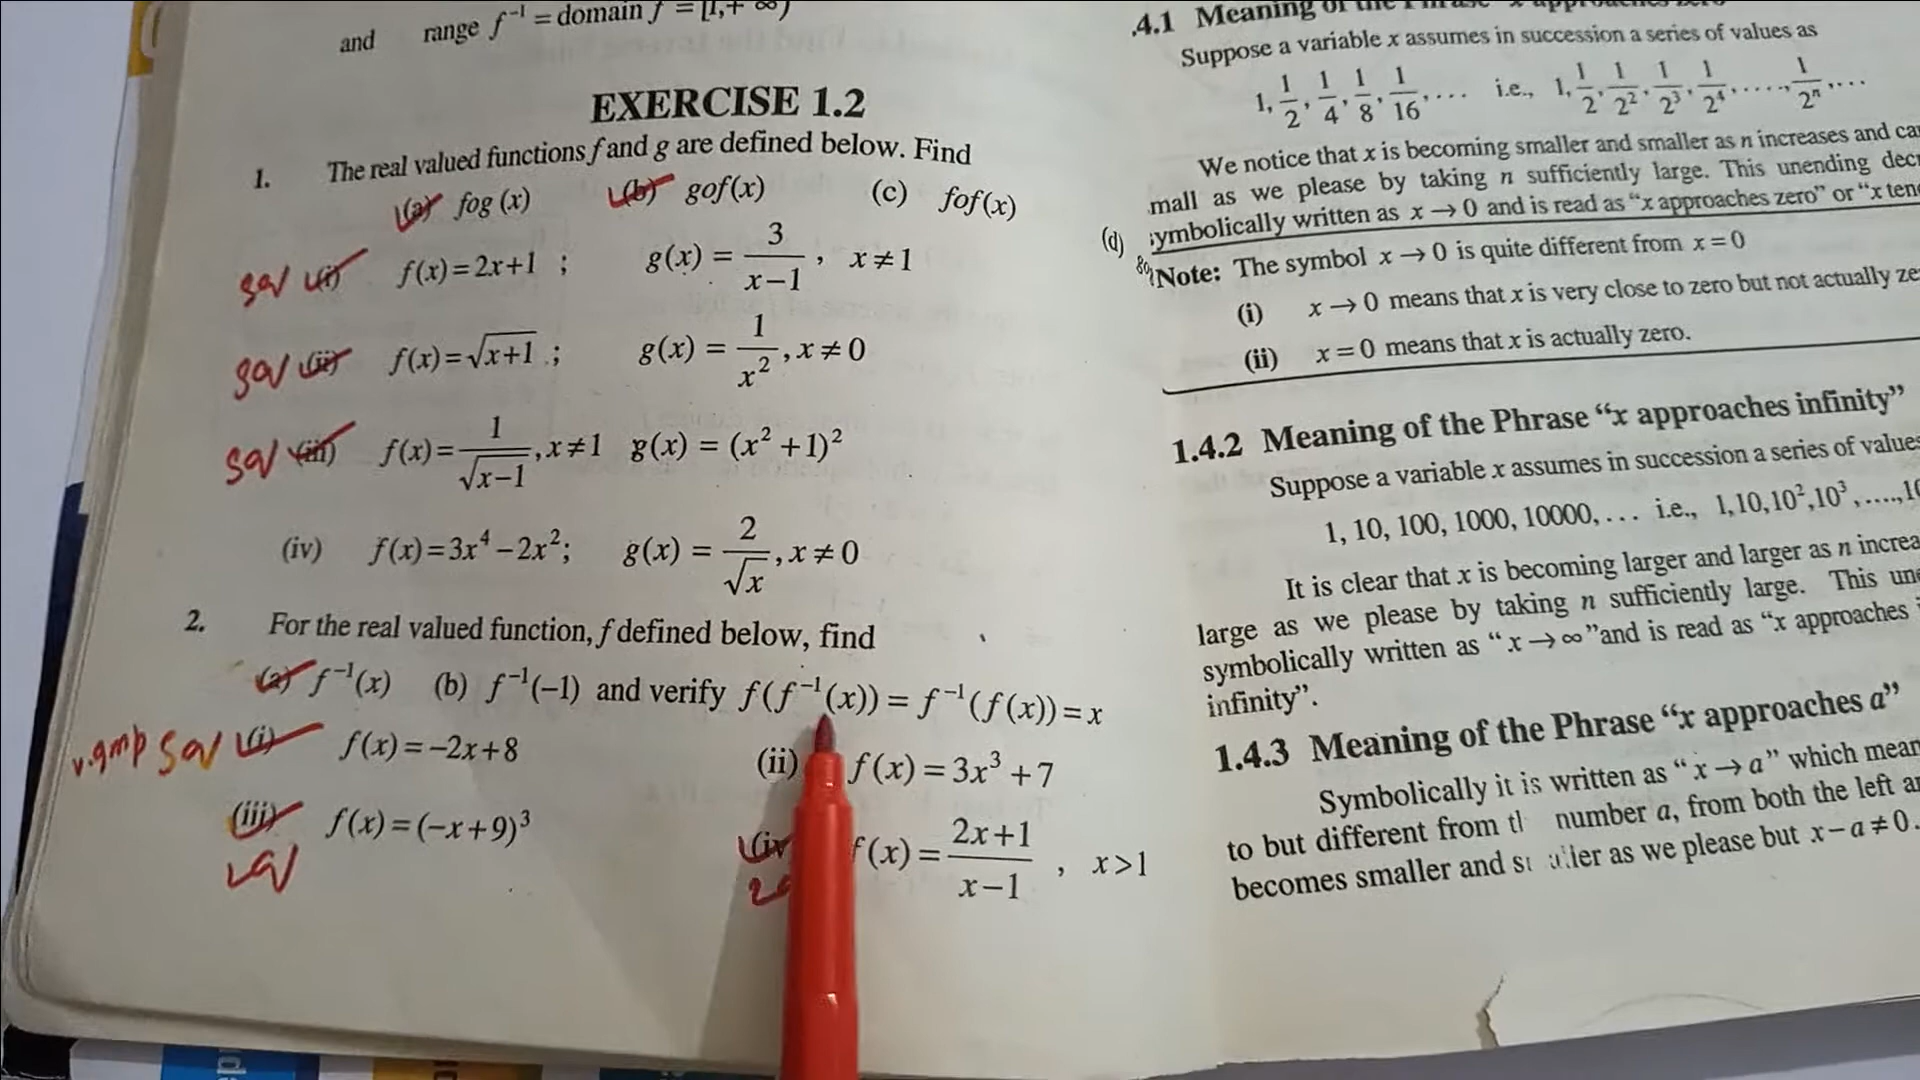 and range f⁻¹ = domain f = [1,+ ∞)
EXERCISE 1.2
1. The real valued functions f and g are defined below. Find
(a) fog (x) (b) gof(x) (c) fof(x) (d)
sq/ (i) f(x)=2x+1 ; g(x) = 3/(x−1) , x≠1
sq/ (ii) f(x)=√(x+1) ; g(x) = 1/x² , x≠0
sq/ (iii) f(x)=1/√(x−1) , x≠1 g(x) = (x²+1)²
(iv) f(x)=3x⁴−2x²; g(x) = 2/√x , x≠0
2. For the real valued function, f defined below, find
(a) f⁻¹(x) (b) f⁻¹(−1) and verify f(f⁻¹(x)) = f⁻¹(f(x)) = x
(i) f(x)=−2x+8 (ii) f(x)=3x³+7
(iii) f(x)=(−x+9)³ (iv) f(x)=(2x+1)/(x−1) , x>1
.4.1 Meaning of the Phrase
Suppose a variable x assumes in succession a series of values as
1, 1/2, 1/4, 1/8, 1/16, ... i.e., 1, 1/2, 1/2², 1/2³, 1/2⁴, ....., 1/2ⁿ, ...
We notice that x is becoming smaller and smaller as n increases and
mall as we please by taking n sufficiently large. This unending
ymbolically written as x → 0 and is read as “x approaches zero” or “x
Note: The symbol x → 0 is quite different from x = 0
(i) x → 0 means that x is very close to zero but not actually
(ii) x = 0 means that x is actually zero.
1.4.2 Meaning of the Phrase “x approaches infinity”
Suppose a variable x assumes in succession a series of
1, 10, 100, 1000, 10000, ... i.e., 1,10,10²,10³,....,
It is clear that x is becoming larger and larger as n
large as we please by taking n sufficiently large. This
symbolically written as “x → ∞”and is read as “x approaches
infinity”.
1.4.3 Meaning of the Phrase “x approaches a”
Symbolically it is written as “x → a” which
to but different from number a, from both the left
becomes smaller and as we please but x−a≠0.